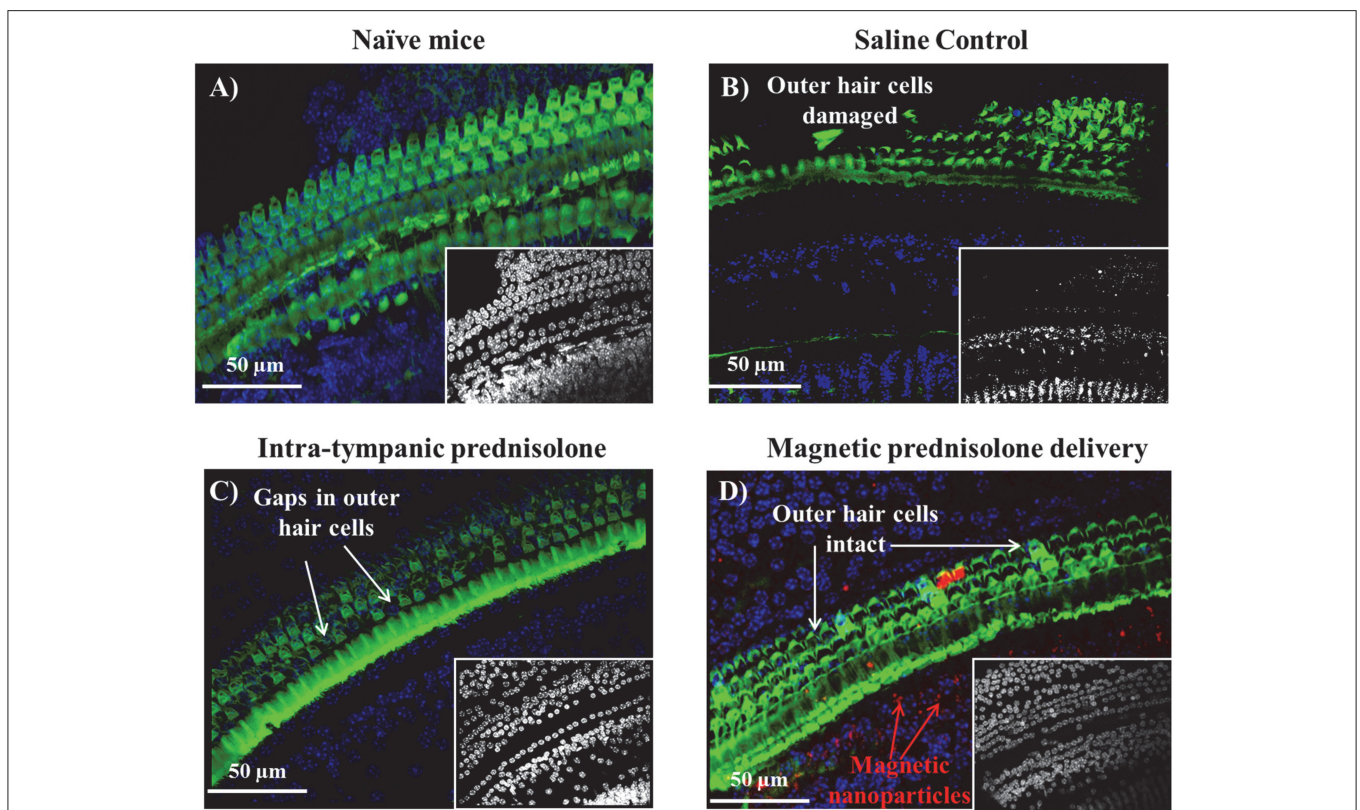 Naïve mice
A)
50 µm
Saline Control
B)
Outer hair cells
damaged
50 µm
Intra-tympanic prednisolone
C)
Gaps in outer
hair cells
50 µm
Magnetic prednisolone delivery
D)
Outer hair cells
intact
50 µm
Magnetic
nanoparticles